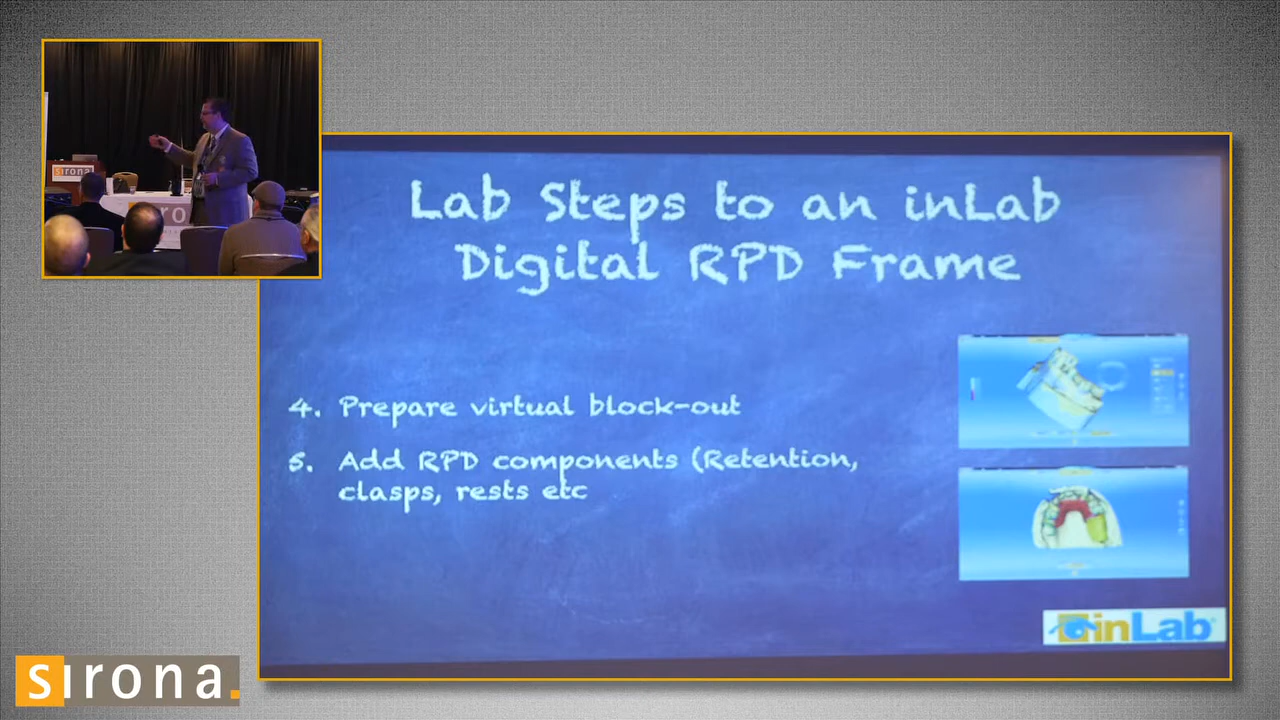 sirona
Lab Steps to an inLab
Digital RPD Frame
4. Prepare virtual block-out
5. Add RPD components (Retention,
clasps, rests etc
inLab
sirona.